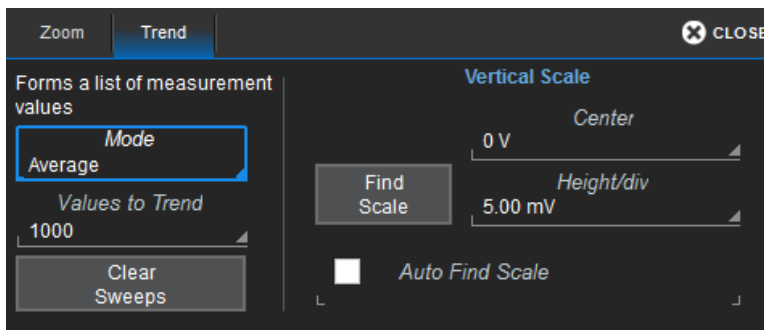 Zoom
Trend
CLOSE
Forms a list of measurement
values
Mode
Average
Values to Trend
1000
Clear
Sweeps
Vertical Scale
Center
0 V
Find
Scale
Height/div
5.00 mV
Auto Find Scale